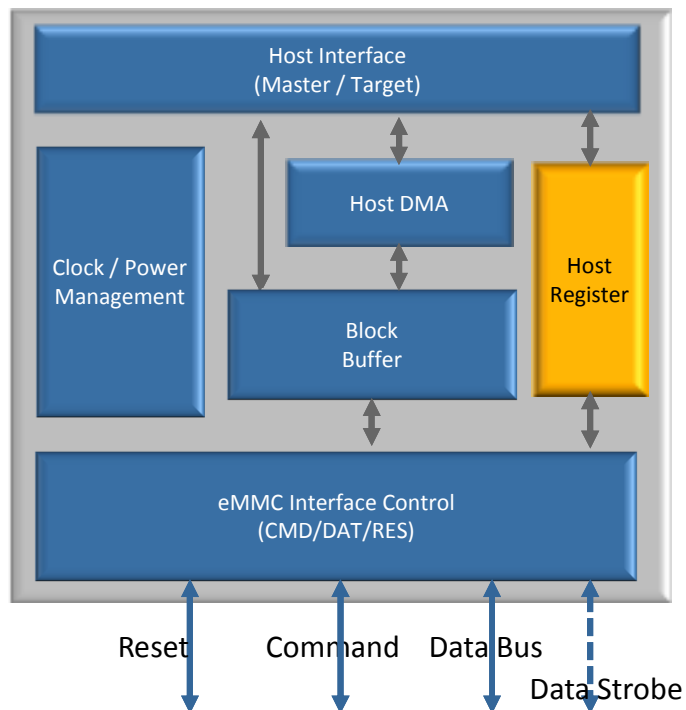 Host Interface
(Master / Target)
Host DMA
Clock / Power
Management
Host
Register
Block
Buffer
eMMC Interface Control
(CMD/DAT/RES)
Reset
Command
Data Bus
Data Strobe